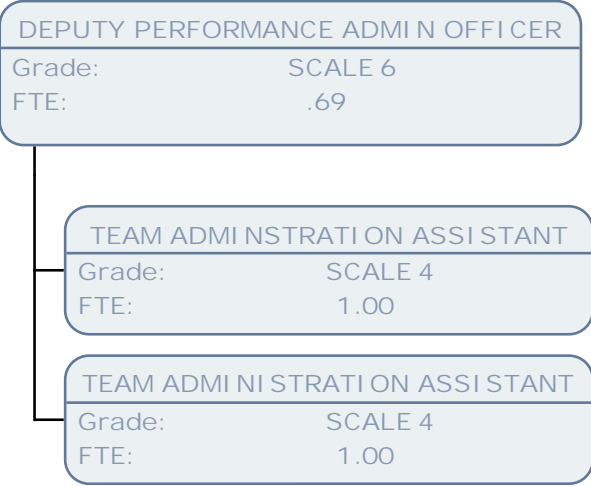 DEPUTY PERFORMANCE ADMIN OFFICER
Grade: SCALE 6
FTE: .69
TEAM ADMINSTRATION ASSISTANT
Grade: SCALE 4
FTE: 1.00
TEAM ADMINISTRATION ASSISTANT
Grade: SCALE 4
FTE: 1.00